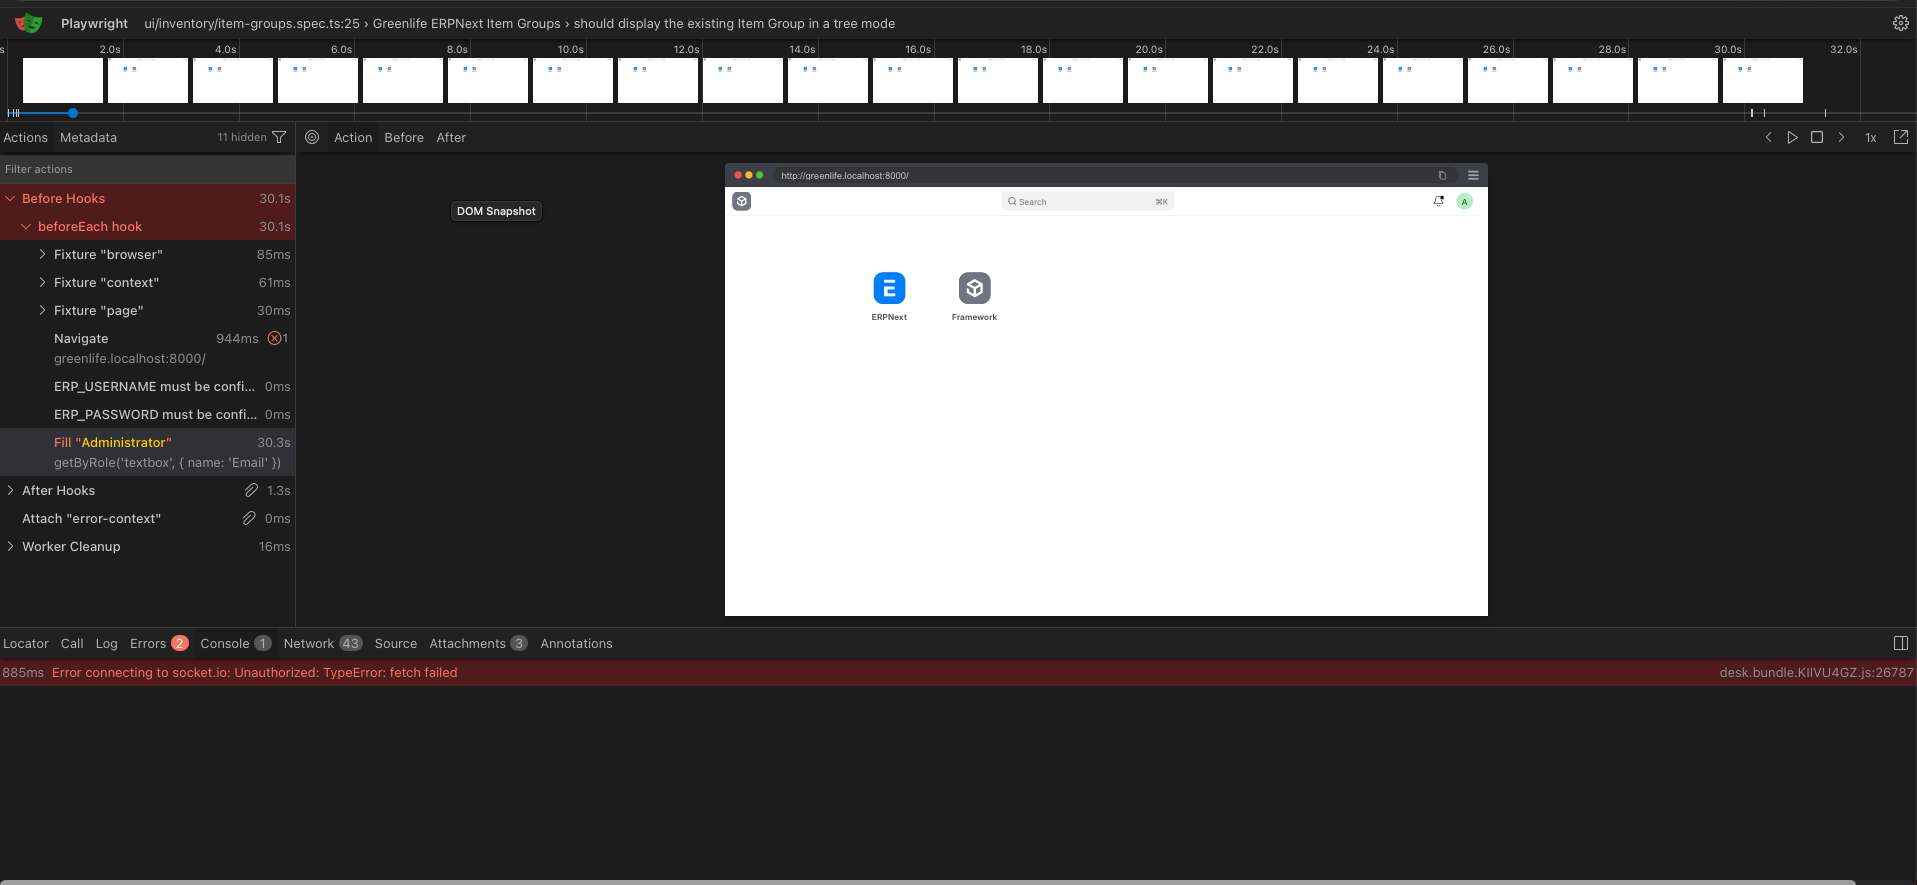 Playwright ui/inventory/item-groups.spec.ts:25 › Greenlife ERPNext Item Groups › should display the existing Item Group in a tree mode
s 2.0s 4.0s 6.0s 8.0s 10.0s 12.0s 14.0s 16.0s 18.0s 20.0s 22.0s 24.0s 26.0s 28.0s 30.0s 32.0s
Actions Metadata 11 hidden
Action Before After
1x
Filter actions
Before Hooks 30.1s
beforeEach hook 30.1s
Fixture "browser" 85ms
Fixture "context" 61ms
Fixture "page" 30ms
Navigate 944ms 1
greenlife.localhost:8000/
ERP_USERNAME must be confi... 0ms
ERP_PASSWORD must be confi... 0ms
Fill "Administrator" 30.3s
getByRole('textbox', { name: 'Email' })
After Hooks 1.3s
Attach "error-context" 0ms
Worker Cleanup 16ms
DOM Snapshot
http://greenlife.localhost:8000/
Search ⌘K
A
E
ERPNext Framework
Locator Call Log Errors 2 Console 1 Network 43 Source Attachments 3 Annotations
885ms Error connecting to socket.io: Unauthorized: TypeError: fetch failed desk.bundle.KIIVU4GZ.js:26787